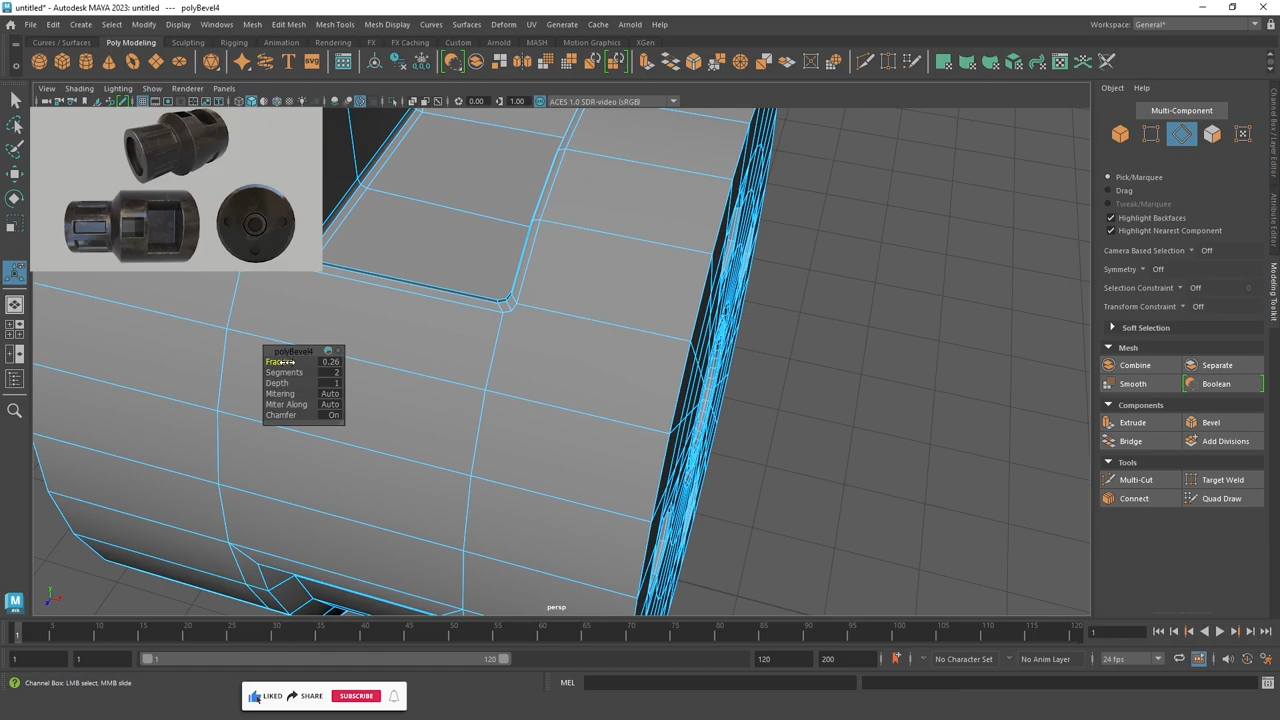 untitled* - Autodesk MAYA 2023: untitled --- polyBevel4
File Edit Create Select Modify Display Windows Mesh Edit Mesh Mesh Tools Mesh Display Curves Surfaces Deform UV Generate Cache Arnold Help
Workspace: General*
Curves / Surfaces Poly Modeling Sculpting Rigging Animation Rendering FX FX Caching Custom Arnold MASH Motion Graphics XGen
View Shading Lighting Show Renderer Panels
0.00 1.00 ACES 1.0 SDR-video (sRGB)
Object Help
Multi-Component
Pick/Marquee
Drag
Tweak/Marquee
Highlight Backfaces
Highlight Nearest Component
Camera Based Selection Off
Symmetry Off
Selection Constraint Off 0
Transform Constraint Off
Soft Selection
Mesh
Combine Separate
Smooth Boolean
Components
Extrude Bevel
Bridge Add Divisions
Tools
Multi-Cut Target Weld
Connect Quad Draw
Channel Box / Layer Editor
Attribute Editor
Modeling Toolkit
polyBevel4
0.26
Segments 2
Depth 1
Mitering Auto
Miter Along Auto
Chamfer On
persp
1 5 10 15 20 25 30 35 40 45 50 55 60 65 70 75 80 85 90 95 100 105 110 115 120 1
1 1 1 120 120 200 No Character Set No Anim Layer 24 fps
Channel Box: LMB select, MMB slide
MEL
LIKED SHARE SUBSCRIBE